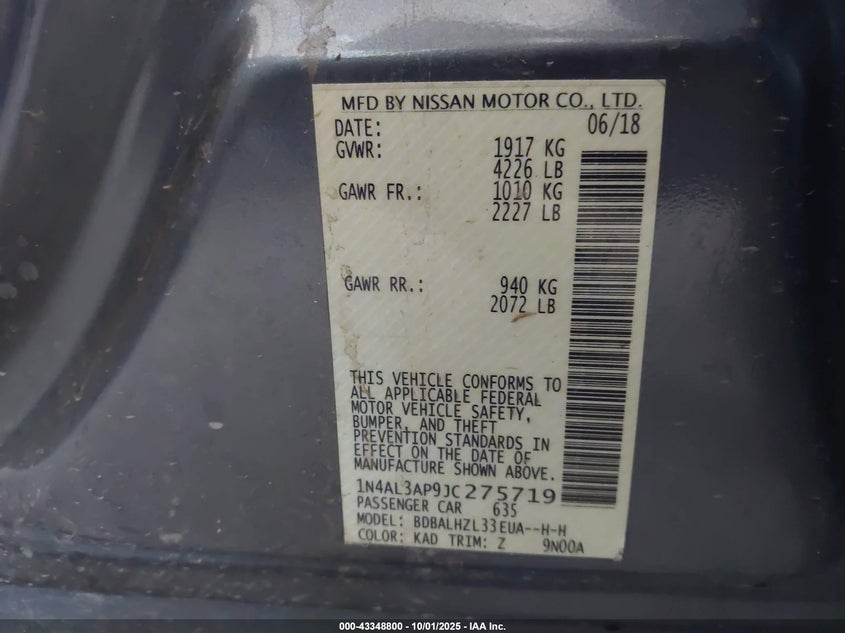 MFD BY NISSAN MOTOR CO., LTD.
DATE: 06/18
GVWR: 1917 KG
4226 LB
GAWR FR.: 1010 KG
2227 LB
GAWR RR.: 940 KG
2072 LB
THIS VEHICLE CONFORMS TO
ALL APPLICABLE FEDERAL
MOTOR VEHICLE SAFETY,
BUMPER, AND THEFT
PREVENTION STANDARDS IN
EFFECT ON THE DATE OF
MANUFACTURE SHOWN ABOVE.
1N4AL3AP9JC275719
PASSENGER CAR 635
MODEL: BDBALHZL33EUA--H-H
COLOR: KAD TRIM: Z 9N00A
000-43348800 - 10/01/2025 - IAA Inc.